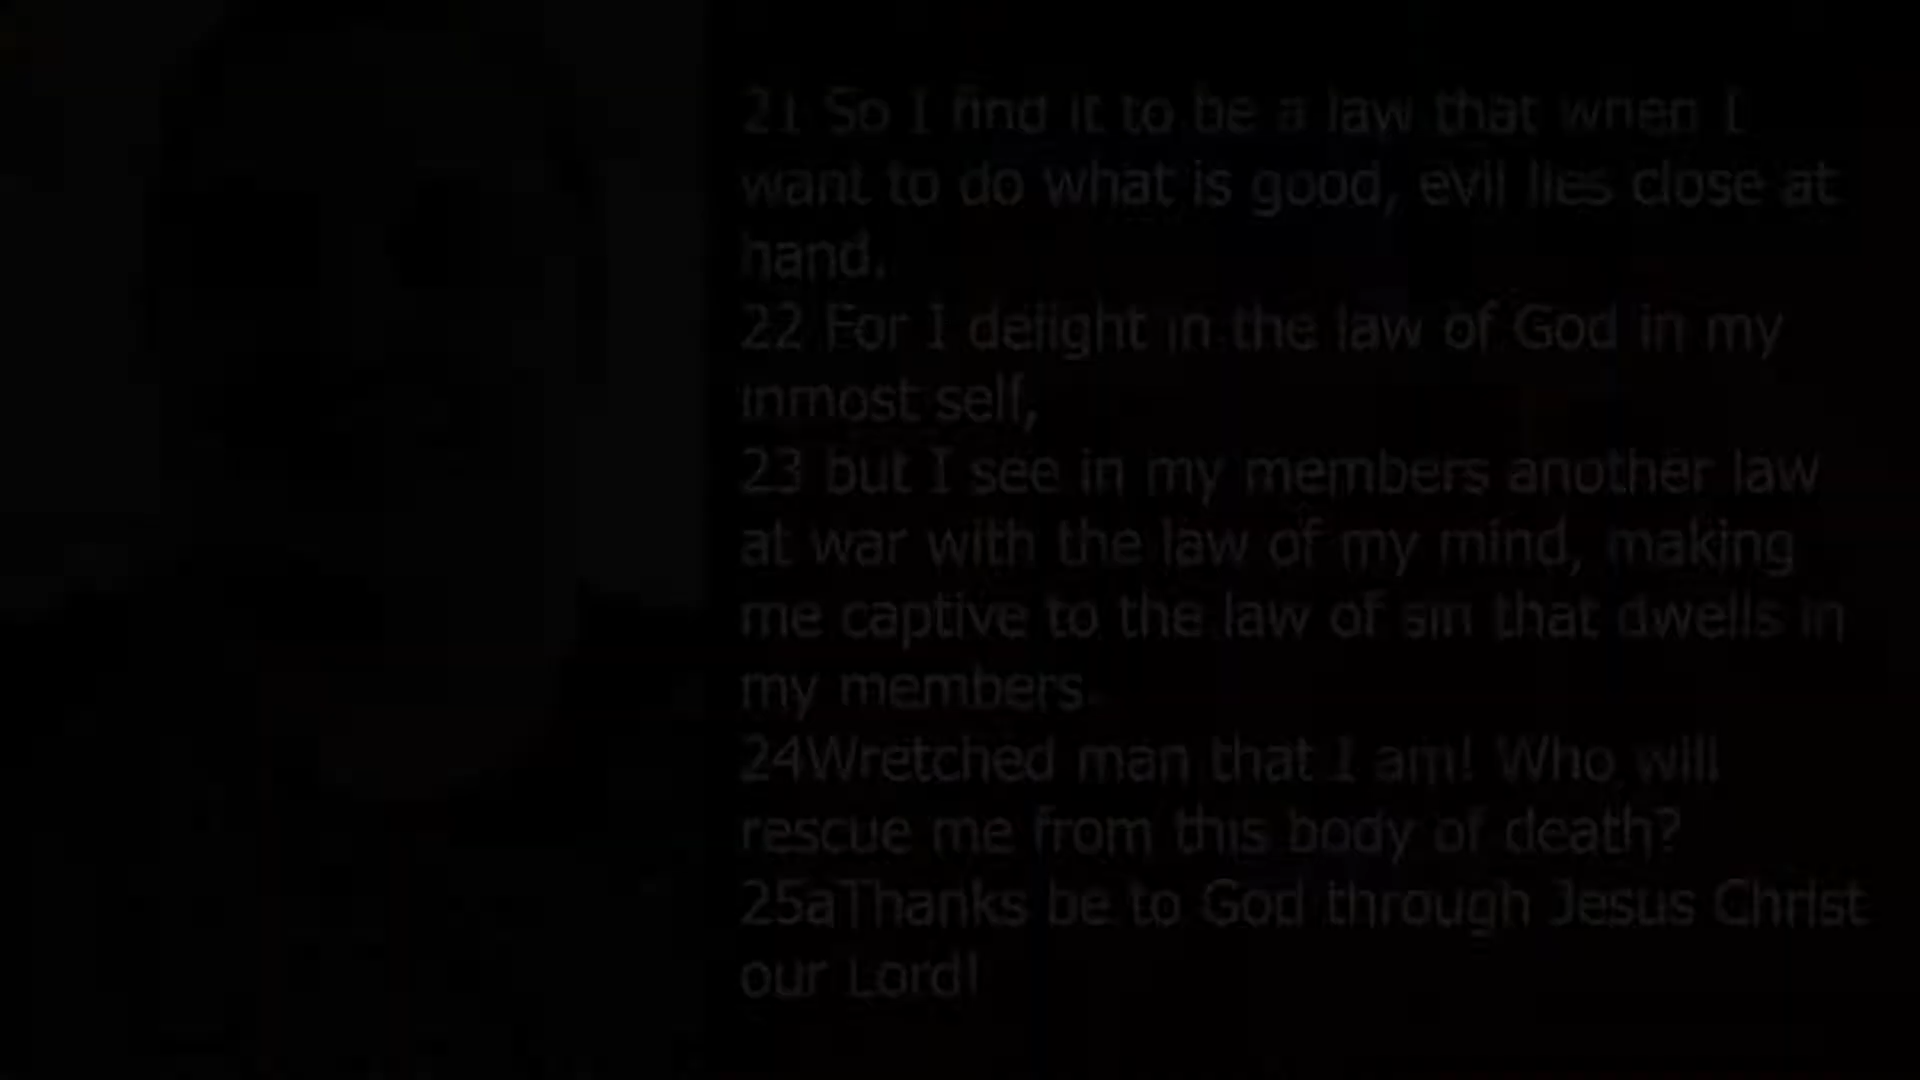 21 So I find it to be a law that when I
want to do what is good, evil lies close at
hand.
22 For I delight in the law of God in my
inmost self,
23 but I see in my members another law
at war with the law of my mind, making
me captive to the law of sin that dwells in
my members.
24Wretched man that I am! Who will
rescue me from this body of death?
25aThanks be to God through Jesus Christ
our Lord!